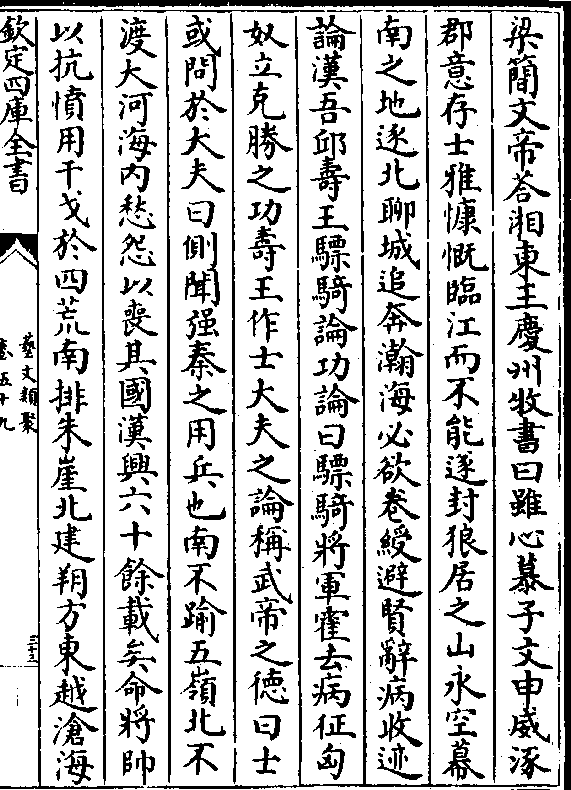 梁簡文帝荅湘東王慶州牧書曰雖心慕子文申威涿
郡意存士雅慷慨臨江而不能遂封狼居之山永空幕
南之地逐北聊城追奔瀚海必欲卷綬避賢辭病收迹
論漢吾邱壽王驃騎論功論曰驃騎將軍霍去病征匈
奴立克勝之功壽王作士大夫之論稱武帝之德曰士
或問於大夫曰側聞强秦之用兵也南不踰五嶺北不
渡大河海内愁怨以喪其國漢興六十餘載矣命將帥
以抗憤用干戈於四荒南排朱崖北建朔方東越滄海
欽定四庫全書
藝文類聚
卷五十九
三十三